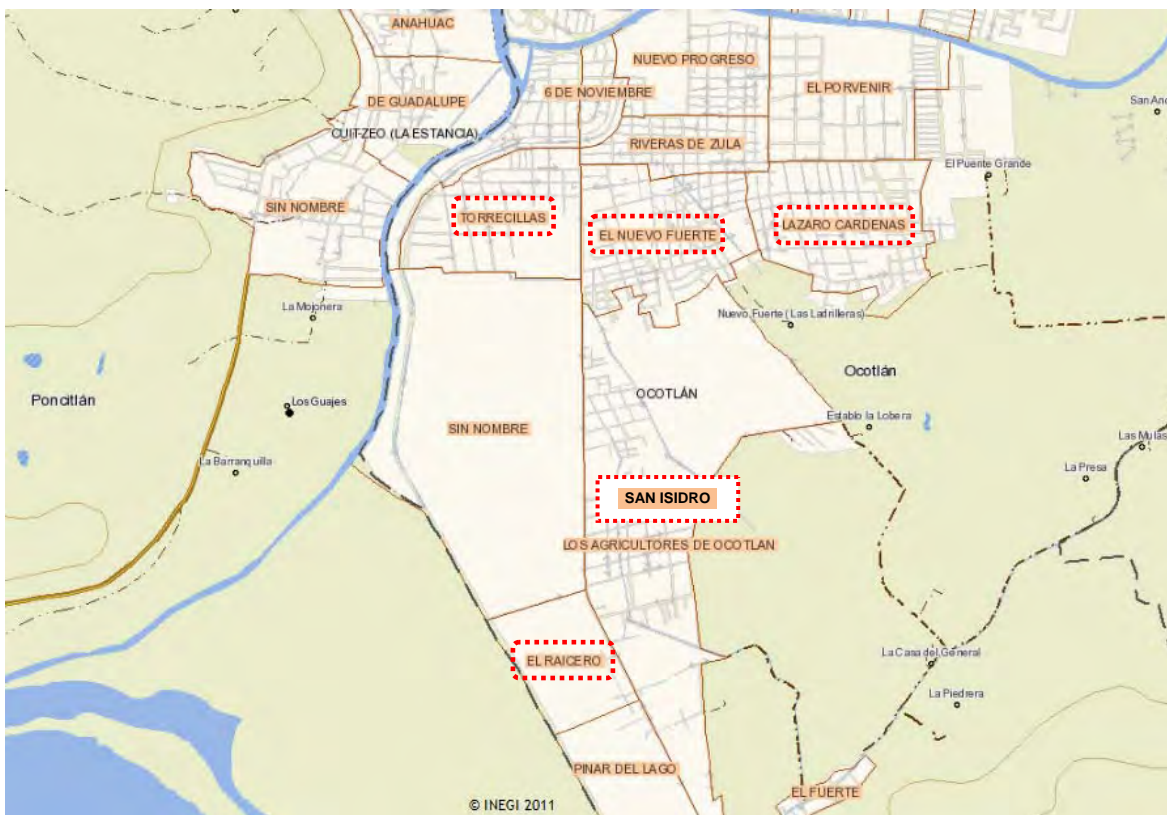 ANAHUAC
NUEVO PROGRESO
EL PORVENIR
6 DE NOVIEMBRE
DE GUADALUPE
San And
CUITZEO (LA ESTANCIA)
RIVERAS DE ZULA
El Puente Grande
SIN NOMBRE
TORRECILLAS
EL NUEVO FUERTE
LAZARO CARDENAS
La Mojonera
Nuevo Fuerte (Las Ladrilleras)
Poncitlán
Los Guajes
OCOTLÁN
Ocotlán
Establo la Lobera
SIN NOMBRE
Las Mulas
La Barranquilla
La Presa
SAN ISIDRO
LOS AGRICULTORES DE OCOTLAN
EL RAICERO
La Casa del General
La Piedrera
PINAR DEL LAGO
EL FUERTE
© INEGI 2011